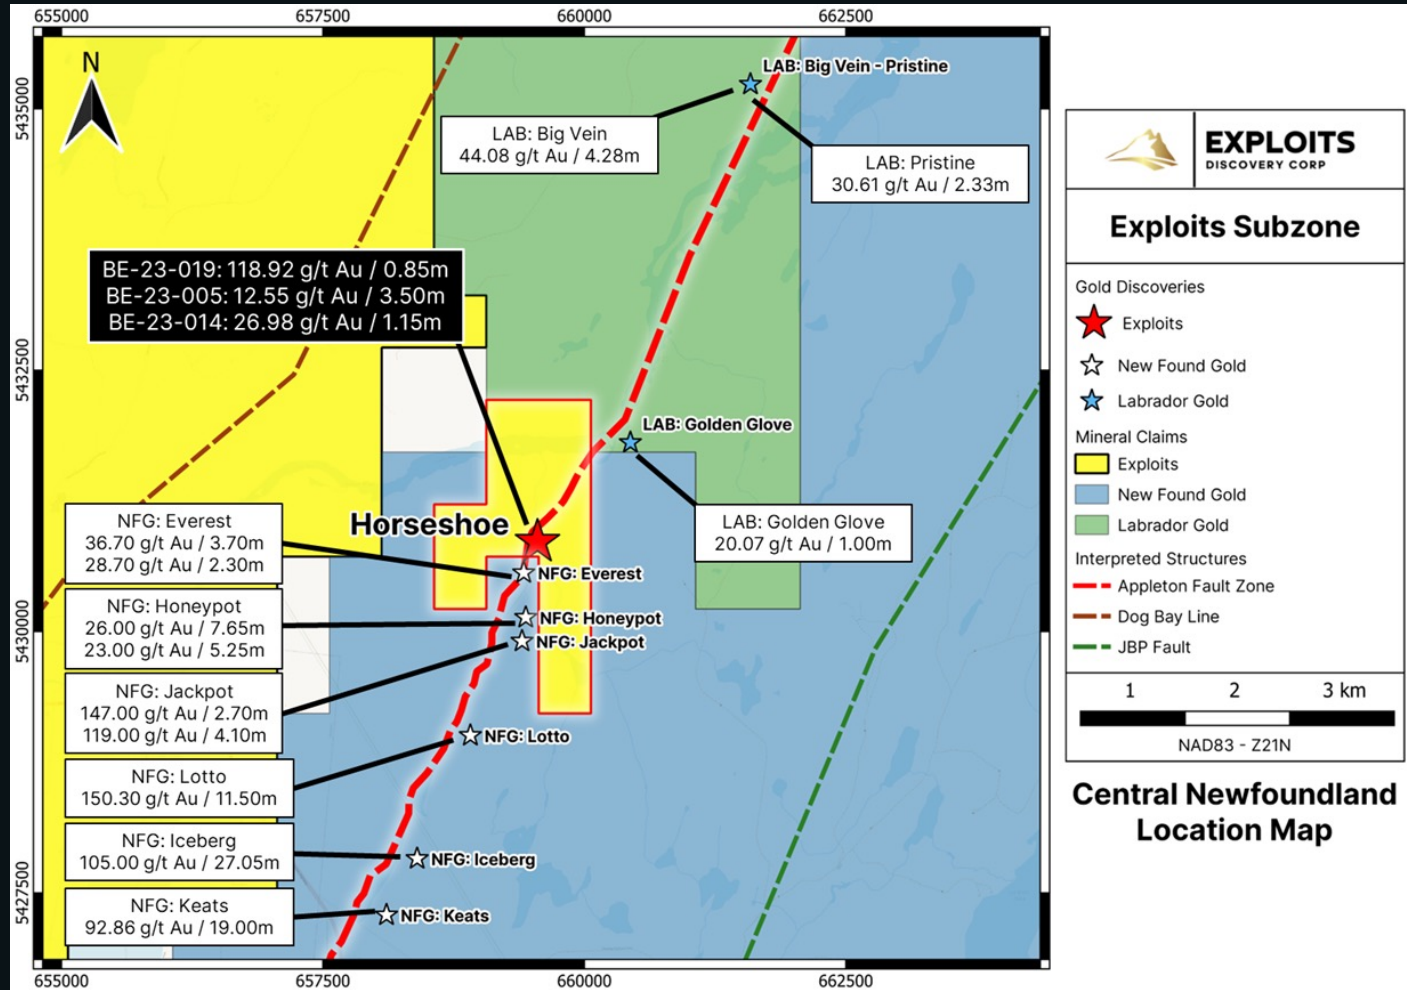 655000
657500
660000
662500
N
5435000
5432500
5430000
5427500
LAB: Big Vein - Pristine
LAB: Big Vein
44.08 g/t Au / 4.28m
LAB: Pristine
30.61 g/t Au / 2.33m
BE-23-019: 118.92 g/t Au / 0.85m
BE-23-005: 12.55 g/t Au / 3.50m
BE-23-014: 26.98 g/t Au / 1.15m
LAB: Golden Glove
LAB: Golden Glove
20.07 g/t Au / 1.00m
Horseshoe
NFG: Everest
36.70 g/t Au / 3.70m
28.70 g/t Au / 2.30m
NFG: Everest
NFG: Honeypot
26.00 g/t Au / 7.65m
23.00 g/t Au / 5.25m
NFG: Honeypot
NFG: Jackpot
NFG: Jackpot
147.00 g/t Au / 2.70m
119.00 g/t Au / 4.10m
NFG: Lotto
NFG: Lotto
150.30 g/t Au / 11.50m
NFG: Iceberg
105.00 g/t Au / 27.05m
NFG: Iceberg
NFG: Keats
92.86 g/t Au / 19.00m
NFG: Keats
655000
657500
660000
662500
EXPLOITS
DISCOVERY CORP
Exploits Subzone
Gold Discoveries
Exploits
New Found Gold
Labrador Gold
Mineral Claims
Exploits
New Found Gold
Labrador Gold
Interpreted Structures
Appleton Fault Zone
Dog Bay Line
JBP Fault
1 2 3 km
NAD83 - Z21N
Central Newfoundland
Location Map